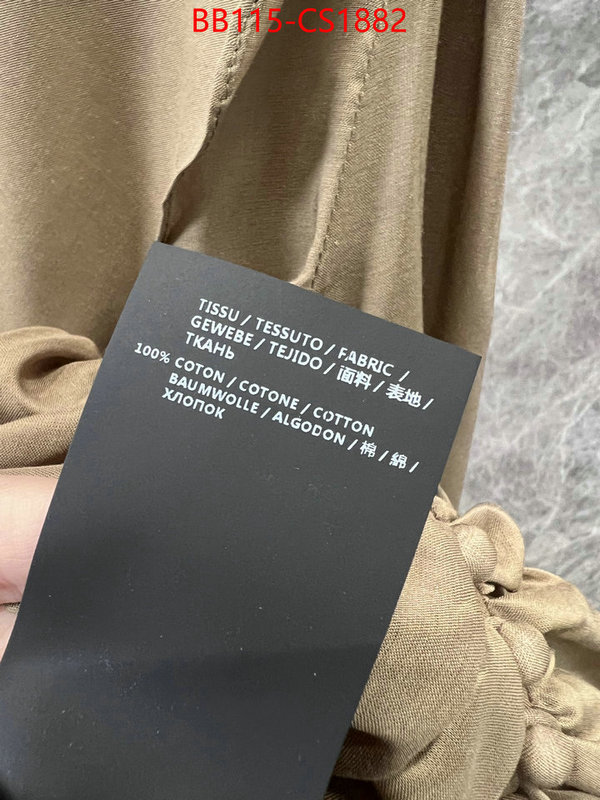 BB115-CS1882
TISSU / TESSUTO / FABRIC /
GEWEBE / TEJIDO / 面料 / 表地 /
ТКАНЬ
100% COTON / COTONE / COTTON
BAUMWOLLE / ALGODON / 棉 / 綿 /
ХЛОПОК